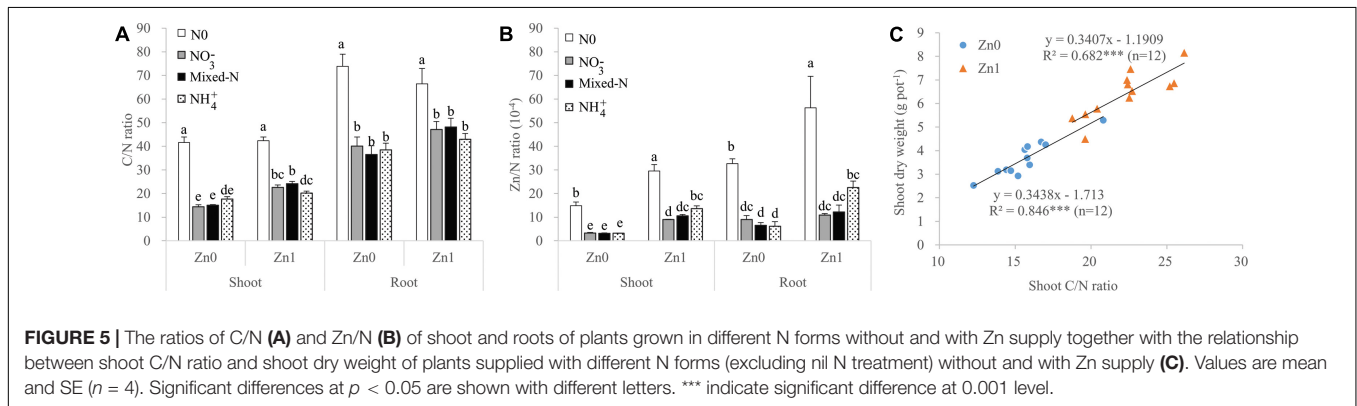 A
90
80
70
60
50
40
30
20
10
0
C/N ratio
N0
NO₃⁻
Mixed-N
NH₄⁺
a
e e de
a
bc b dc
a
b b b
a
b b b
Zn0 Zn1 Zn0 Zn1
Shoot Root
B
90
80
70
60
50
40
30
20
10
0
Zn/N ratio (10⁻⁴)
N0
NO₃⁻
Mixed-N
NH₄⁺
b
e e e
a
d dc bc
b
dc d d
a
dc dc bc
Zn0 Zn1 Zn0 Zn1
Shoot Root
C
9
8
7
6
5
4
3
2
1
0
Shoot dry weight (g pot⁻¹)
Zn0
Zn1
y = 0.3407x - 1.1909
R² = 0.682*** (n=12)
y = 0.3438x - 1.713
R² = 0.846*** (n=12)
10 15 20 25 30
Shoot C/N ratio
FIGURE 5 | The ratios of C/N (A) and Zn/N (B) of shoot and roots of plants grown in different N forms without and with Zn supply together with the relationship
between shoot C/N ratio and shoot dry weight of plants supplied with different N forms (excluding nil N treatment) without and with Zn supply (C). Values are mean
and SE (n = 4). Significant differences at p < 0.05 are shown with different letters. *** indicate significant difference at 0.001 level.